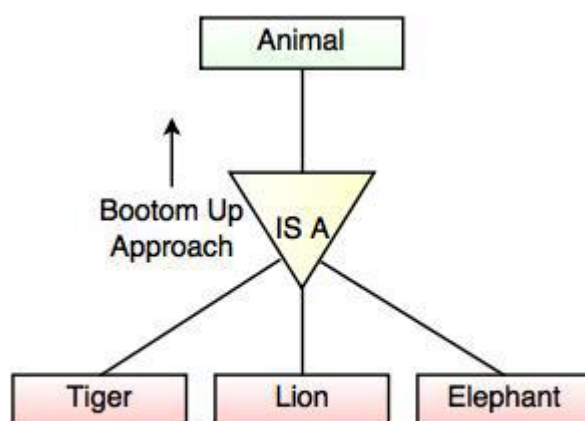 Animal
Bootom Up
Approach
IS A
Tiger
Lion
Elephant